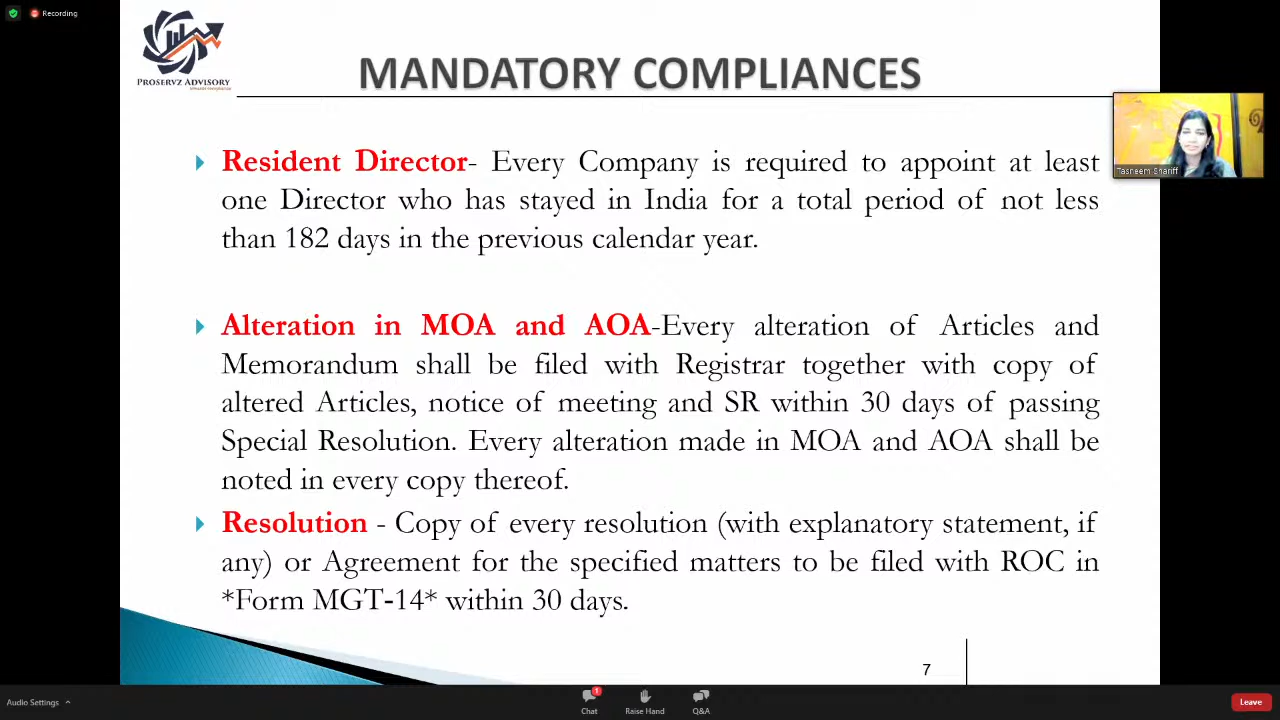 Recording
PROSERVZ ADVISORY
MANDATORY COMPLIANCES
Tasneem Shariff
Resident Director- Every Company is required to appoint at least
one Director who has stayed in India for a total period of not less
than 182 days in the previous calendar year.
Alteration in MOA and AOA-Every alteration of Articles and
Memorandum shall be filed with Registrar together with copy of
altered Articles, notice of meeting and SR within 30 days of passing
Special Resolution. Every alteration made in MOA and AOA shall be
noted in every copy thereof.
Resolution - Copy of every resolution (with explanatory statement, if
any) or Agreement for the specified matters to be filed with ROC in
*Form MGT-14* within 30 days.
7
Audio Settings
1
Chat
Raise Hand
Q&A
Leave